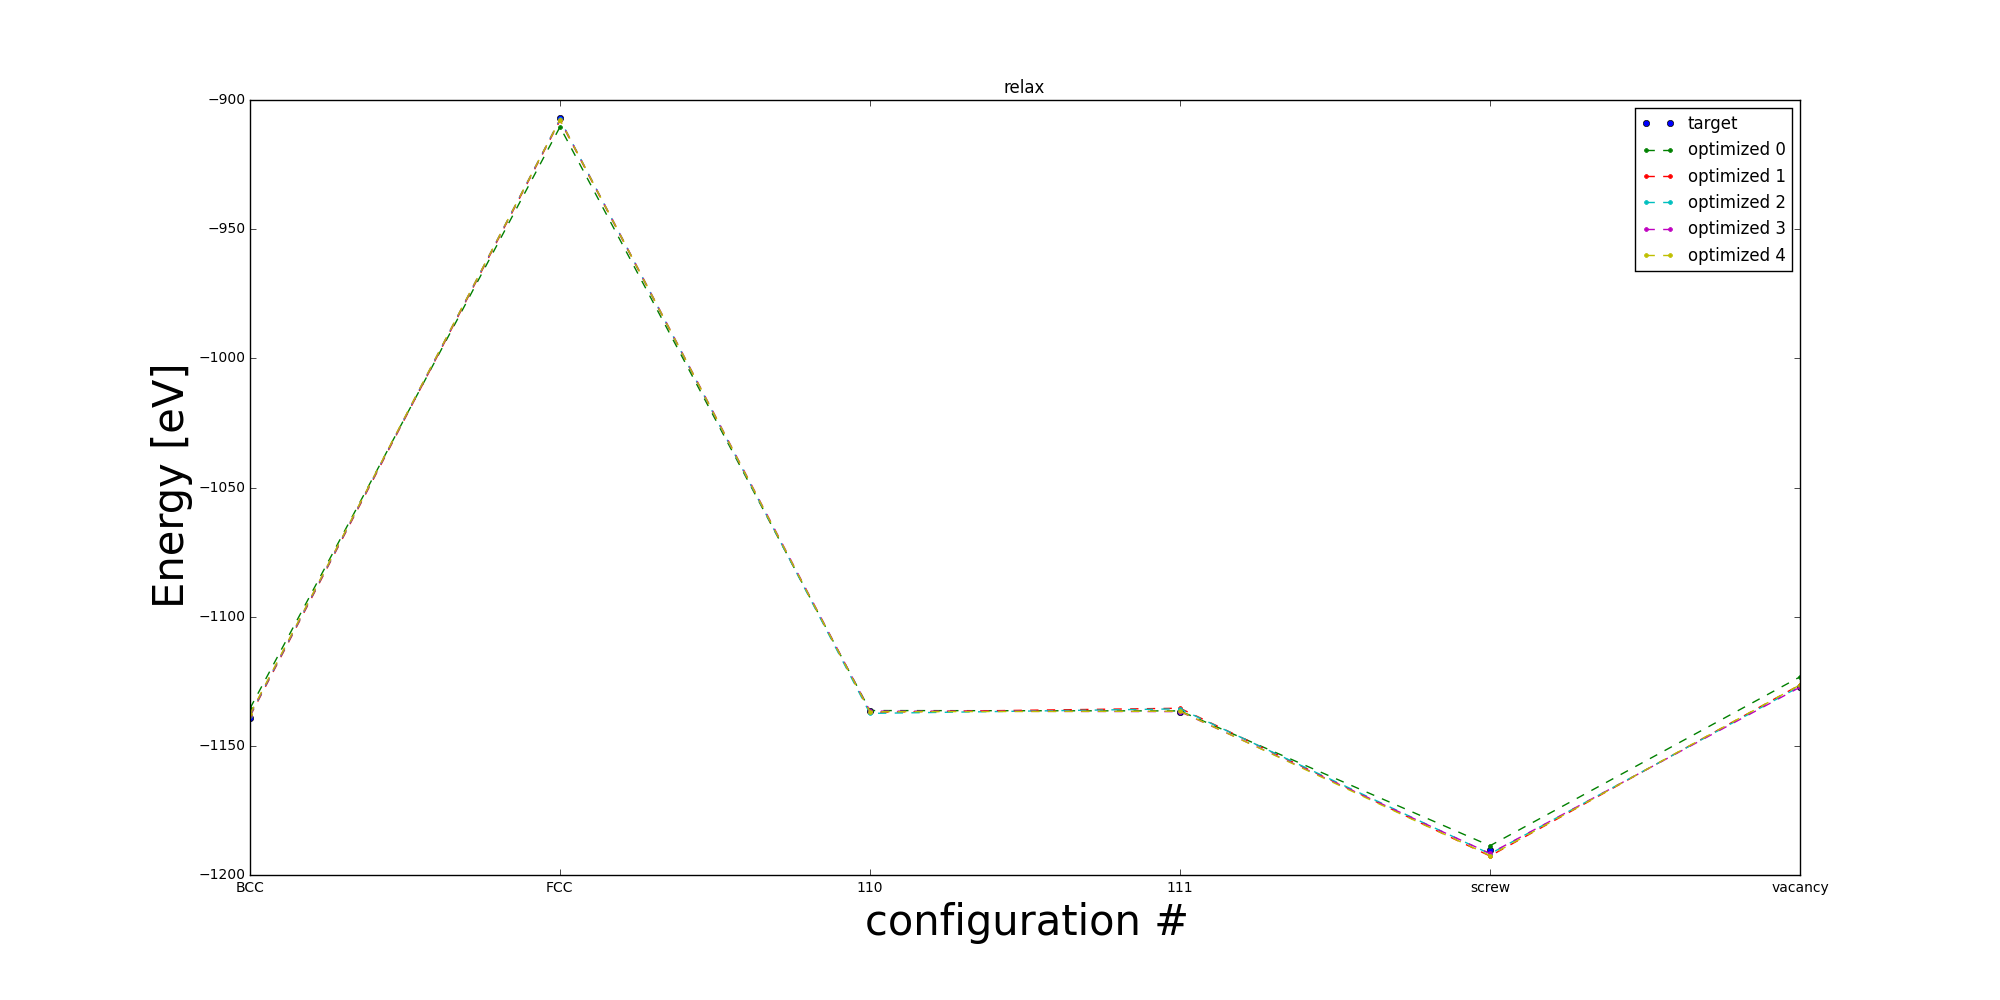 relax
−900
−950
−1000
−1050
−1100
−1150
−1200
Energy [eV]
target
optimized 0
optimized 1
optimized 2
optimized 3
optimized 4
BCC FCC 110 111 screw vacancy
configuration #